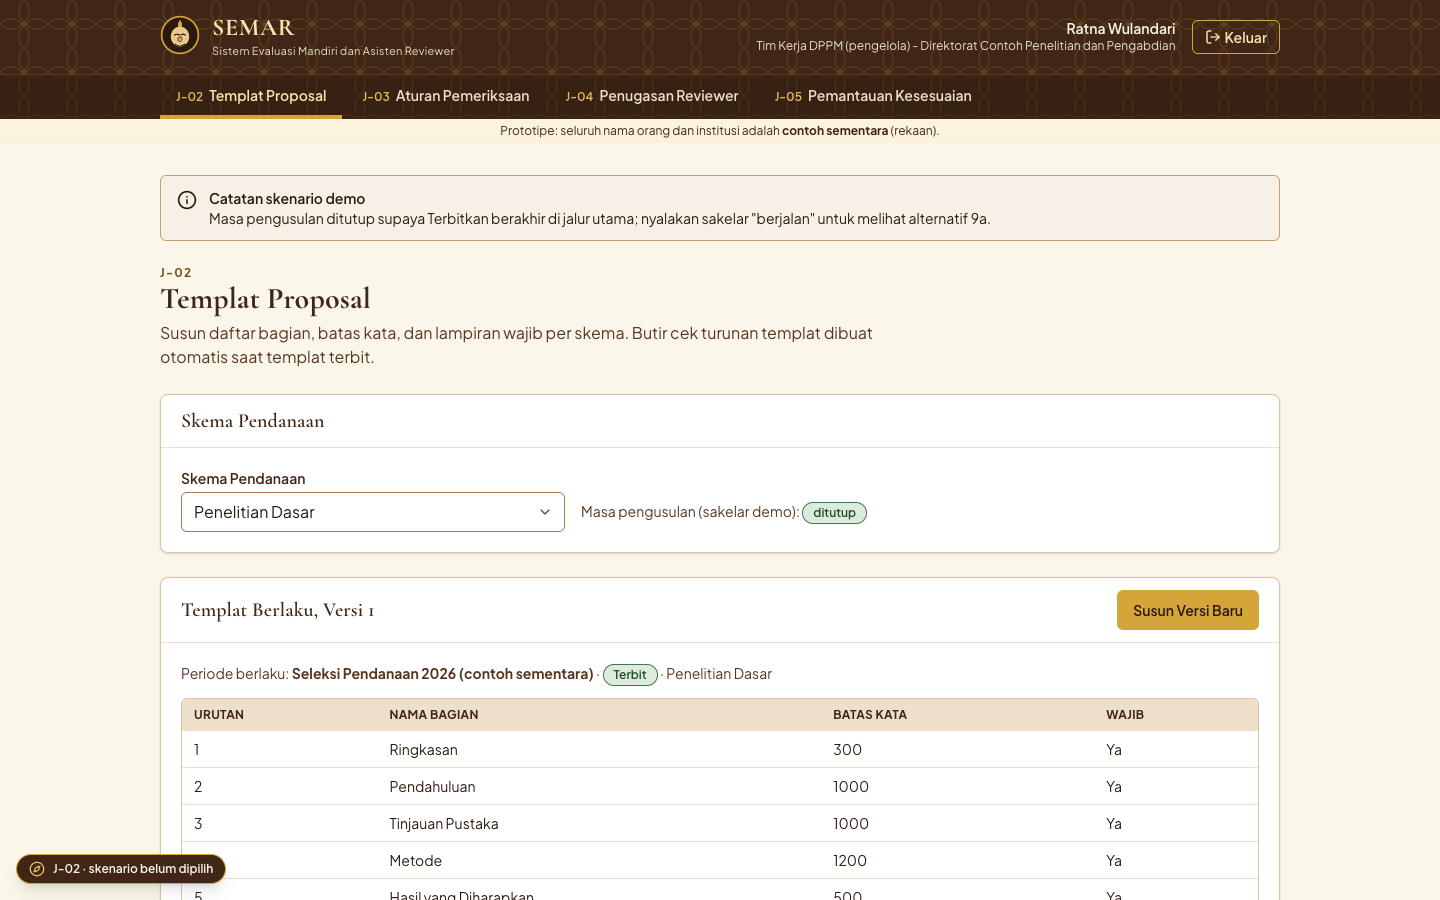 SEMAR
Sistem Evaluasi Mandiri dan Asisten Reviewer
Ratna Wulandari
Tim Kerja DPPM (pengelola) - Direktorat Contoh Penelitian dan Pengabdian
Keluar
J-02 Templat Proposal
J-03 Aturan Pemeriksaan
J-04 Penugasan Reviewer
J-05 Pemantauan Kesesuaian
Prototipe: seluruh nama orang dan institusi adalah contoh sementara (rekaan).
Catatan skenario demo
Masa pengusulan ditutup supaya Terbitkan berakhir di jalur utama; nyalakan sakelar "berjalan" untuk melihat alternatif 9a.
J-02
Templat Proposal
Susun daftar bagian, batas kata, dan lampiran wajib per skema. Butir cek turunan templat dibuat
otomatis saat templat terbit.
Skema Pendanaan
Skema Pendanaan
Penelitian Dasar
Masa pengusulan (sakelar demo): ditutup
Templat Berlaku, Versi 1
Susun Versi Baru
Periode berlaku: Seleksi Pendanaan 2026 (contoh sementara) · Terbit · Penelitian Dasar
URUTAN NAMA BAGIAN BATAS KATA WAJIB
1 Ringkasan 300 Ya
2 Pendahuluan 1000 Ya
3 Tinjauan Pustaka 1000 Ya
Metode 1200 Ya
5 Hasil yang Diharapkan 500 Ya
J-02 · skenario belum dipilih